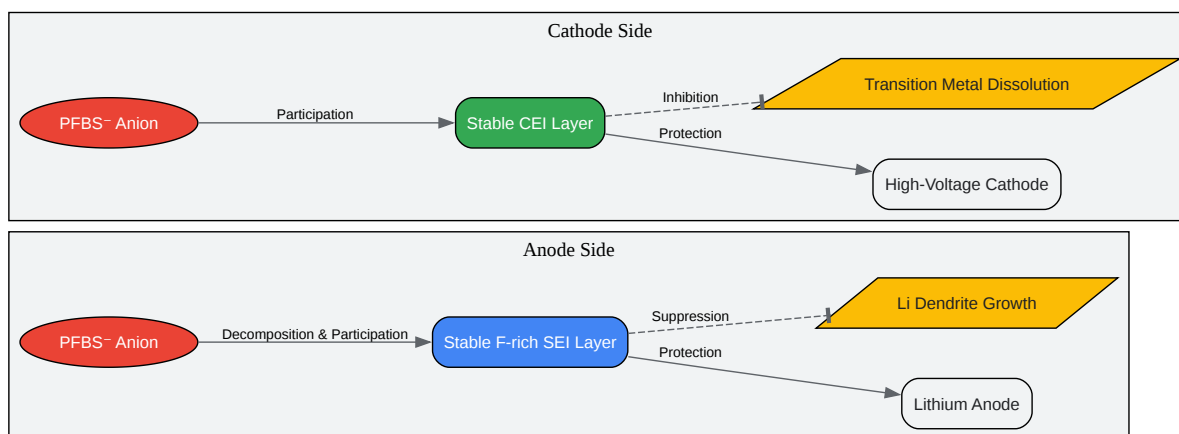 Cathode Side
PFBS⁻ Anion
Participation
Stable CEI Layer
Inhibition
Transition Metal Dissolution
Protection
High-Voltage Cathode
Anode Side
PFBS⁻ Anion
Decomposition & Participation
Stable F-rich SEI Layer
Suppression
Li Dendrite Growth
Protection
Lithium Anode